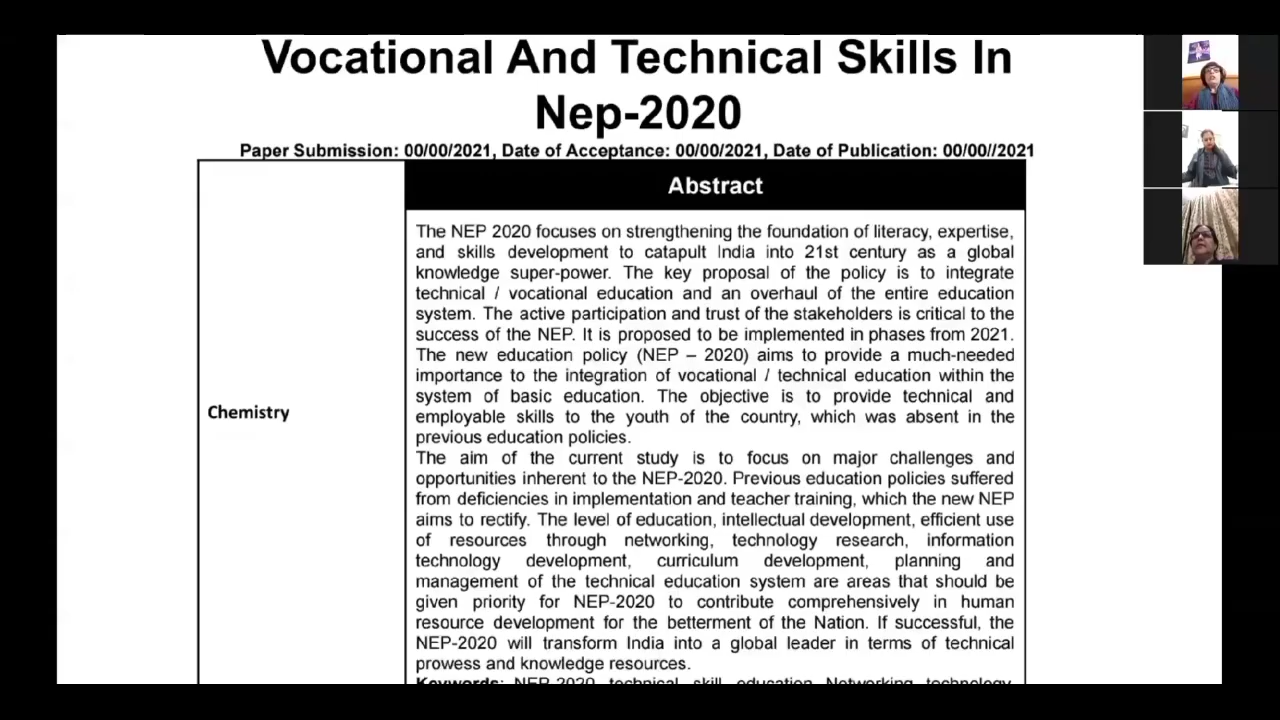 Vocational And Technical Skills In
Nep-2020
Paper Submission: 00/00/2021, Date of Acceptance: 00/00/2021, Date of Publication: 00/00//2021
Abstract
The NEP 2020 focuses on strengthening the foundation of literacy, expertise,
and skills development to catapult India into 21st century as a global
knowledge super-power. The key proposal of the policy is to integrate
technical / vocational education and an overhaul of the entire education
system. The active participation and trust of the stakeholders is critical to the
success of the NEP. It is proposed to be implemented in phases from 2021.
The new education policy (NEP – 2020) aims to provide a much-needed
importance to the integration of vocational / technical education within the
system of basic education. The objective is to provide technical and
Chemistry
employable skills to the youth of the country, which was absent in the
previous education policies.
The aim of the current study is to focus on major challenges and
opportunities inherent to the NEP-2020. Previous education policies suffered
from deficiencies in implementation and teacher training, which the new NEP
aims to rectify. The level of education, intellectual development, efficient use
of resources through networking, technology research, information
technology development, curriculum development, planning and
management of the technical education system are areas that should be
given priority for NEP-2020 to contribute comprehensively in human
resource development for the betterment of the Nation. If successful, the
NEP-2020 will transform India into a global leader in terms of technical
prowess and knowledge resources.
Keywords: NEP-2020, technical skill, education, Networking, technology,